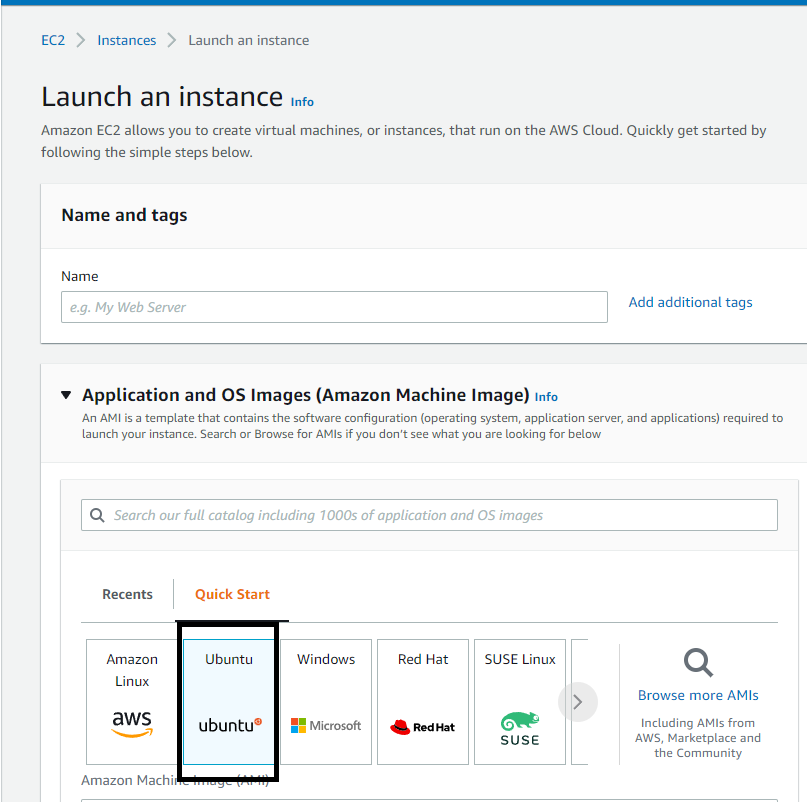 EC2 > Instances > Launch an instance
Launch an instance Info
Amazon EC2 allows you to create virtual machines, or instances, that run on the AWS Cloud. Quickly get started by
following the simple steps below.
Name and tags
Name
e.g. My Web Server
Add additional tags
Application and OS Images (Amazon Machine Image) Info
An AMI is a template that contains the software configuration (operating system, application server, and applications) required to
launch your instance. Search or Browse for AMIs if you don't see what you are looking for below
Search our full catalog including 1000s of application and OS images
Recents
Quick Start
Amazon
Linux
aws
Ubuntu
ubuntu
Windows
Microsoft
Red Hat
Red Hat
SUSE Linux
SUSE
Browse more AMIs
Including AMIs from
AWS, Marketplace and
the Community
Amazon Machine Image (AMI)